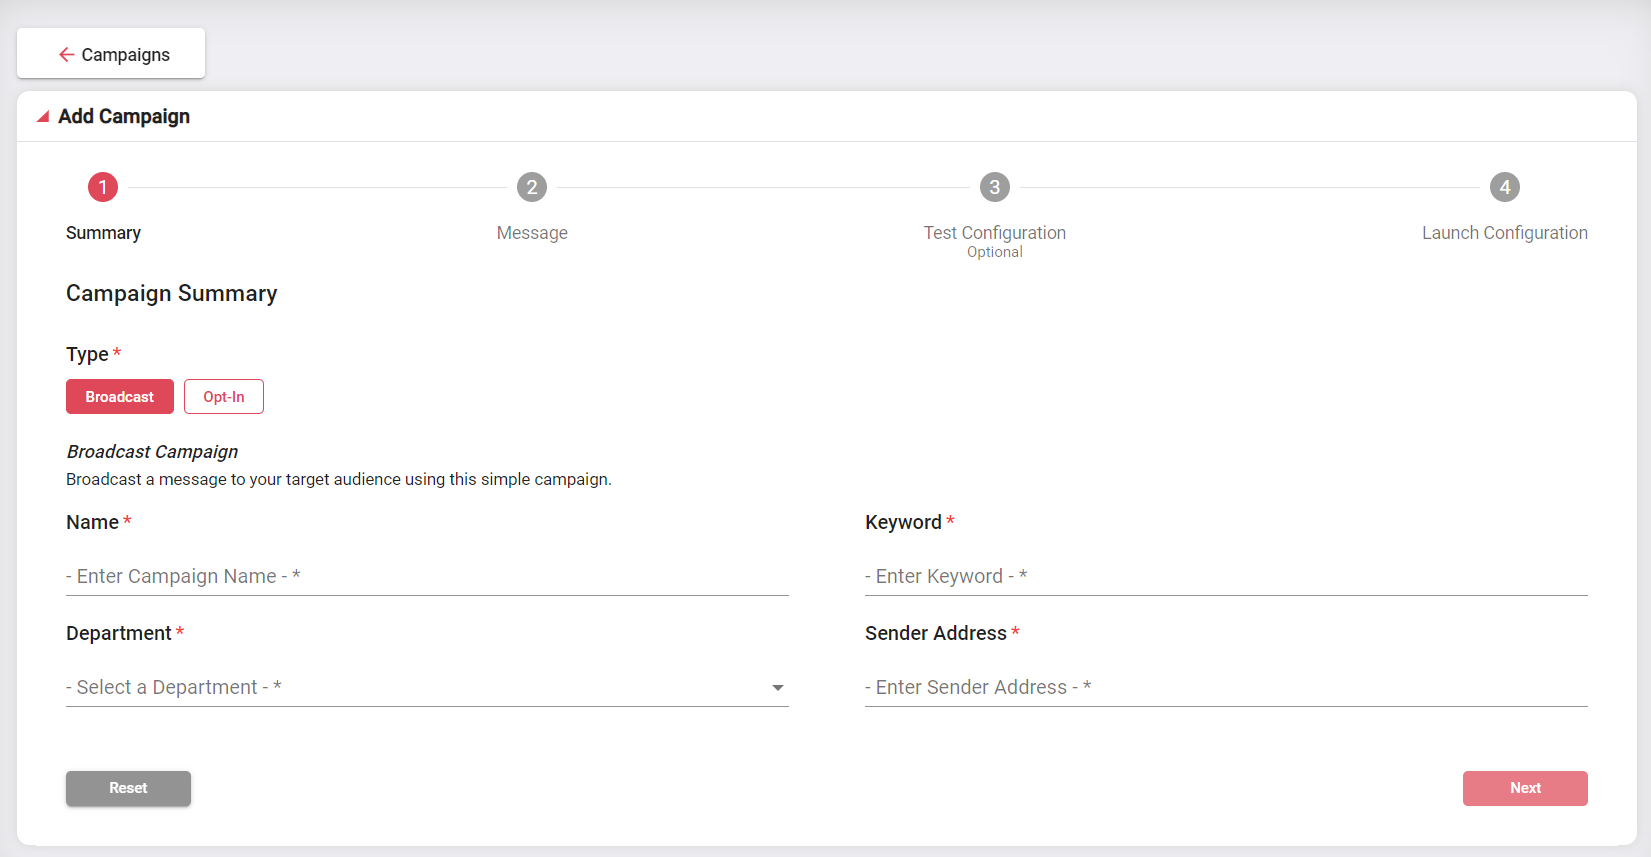 Campaigns
Add Campaign
1 2 3 4
Summary Message Test Configuration Launch Configuration
Optional
Campaign Summary
Type *
Broadcast Opt-In
Broadcast Campaign
Broadcast a message to your target audience using this simple campaign.
Name * Keyword *
- Enter Campaign Name - * - Enter Keyword - *
Department * Sender Address *
- Select a Department - * - Enter Sender Address - *
Reset Next